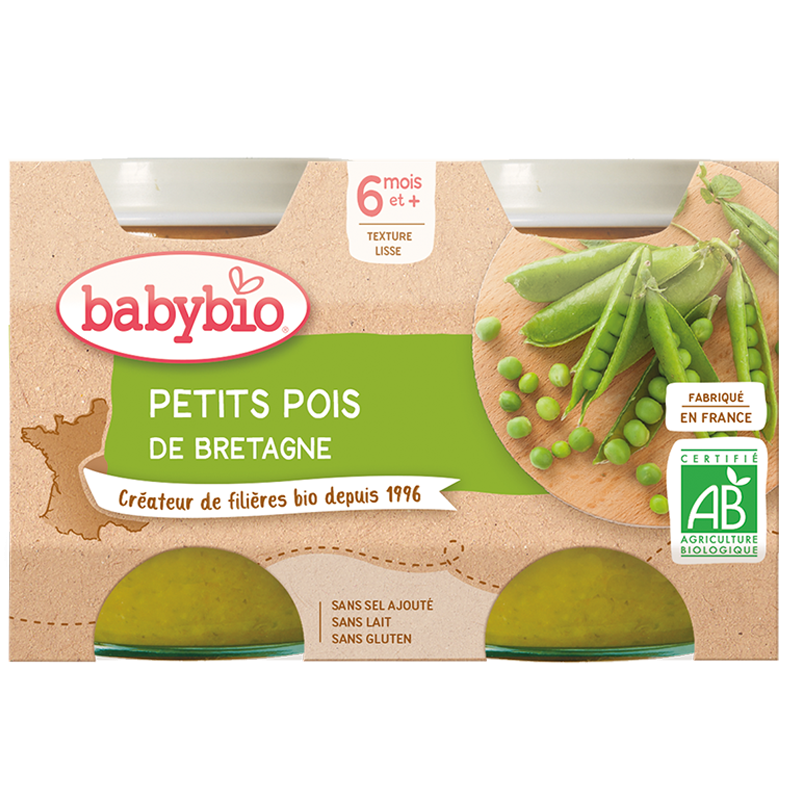 6 mois
et +
TEXTURE
LISSE
babybio®
PETITS POIS
DE BRETAGNE
Créateur de filières bio depuis 1996
FABRIQUÉ
EN FRANCE
CERTIFIÉ
AB
AGRICULTURE
BIOLOGIQUE
SANS SEL AJOUTÉ
SANS LAIT
SANS GLUTEN